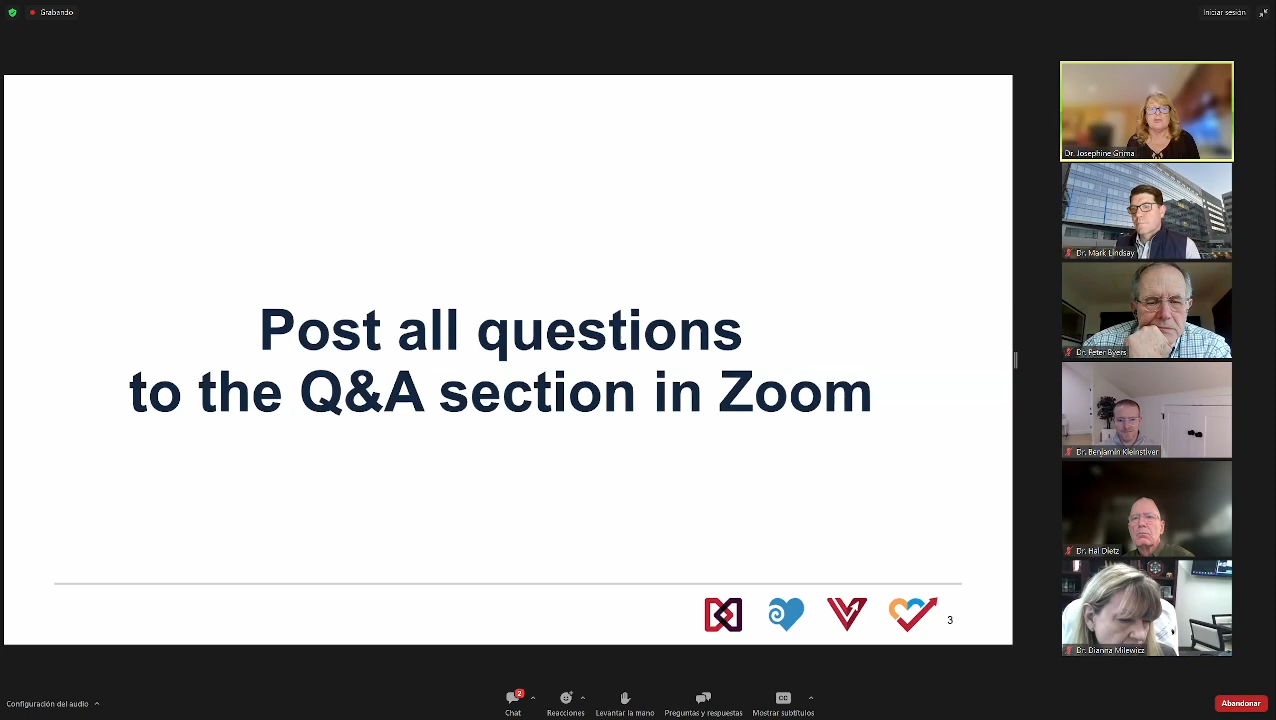 Grabando
Iniciar sesión
Post all questions
to the Q&A section in Zoom
3
Dr. Josephine Grima
Dr. Mark Lindsay
Dr. Peter Byers
Dr. Benjamin Kleinstiver
Dr. Hal Dietz
Dr. Dianna Milewicz
Configuración del audio
2
Chat
Reacciones
Levantar la mano
Preguntas y respuestas
CC
Mostrar subtítulos
Abandonar